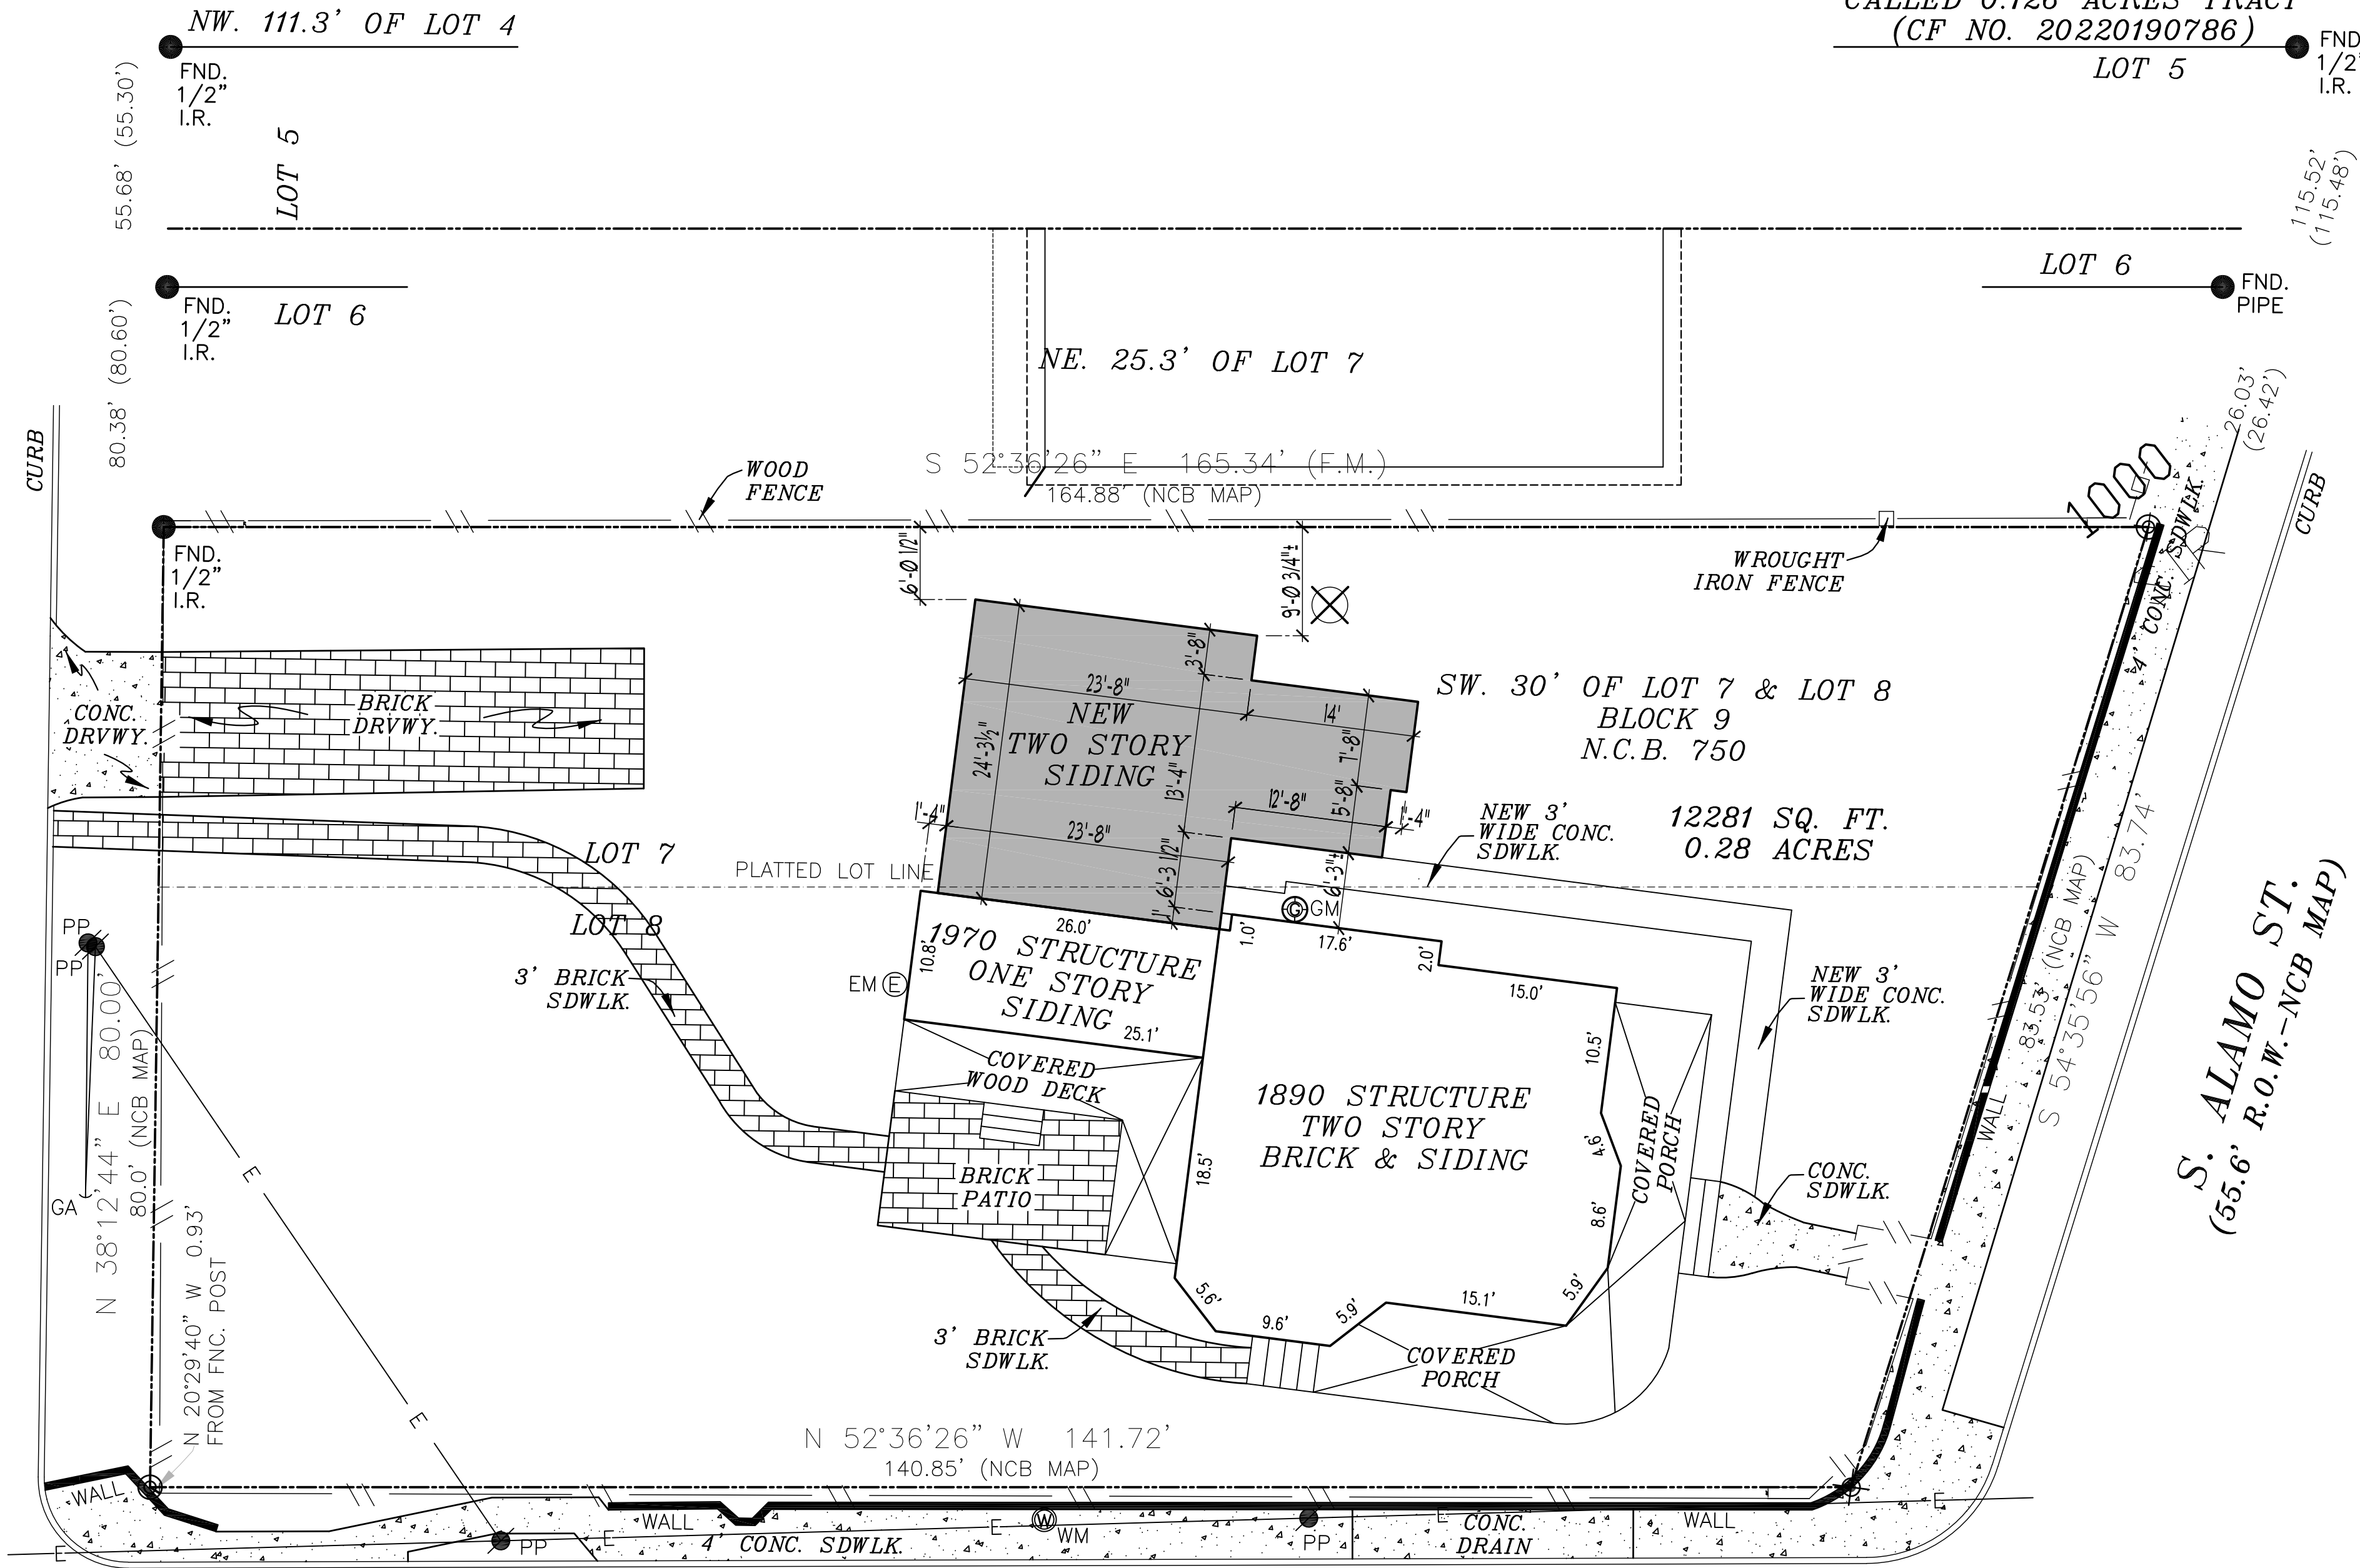 NW. 111.3' OF LOT 4
CALLED 0.726 ACRES TRACT
(CF NO. 20220190786)
LOT 5
FND.
1/2"
I.R.
FND
1/2"
I.R.
55.68' (55.30')
LOT 5
115.52'
(115.48')
FND.
1/2"
I.R.
LOT 6
LOT 6
FND.
PIPE
80.38' (80.60')
NE. 25.3' OF LOT 7
26.03'
(26.42')
CURB
WOOD
FENCE
S 52°36'26" E 165.34' (F.M.)
164.88' (NCB MAP)
1000
CURB
FND.
1/2"
I.R.
6'-0 1/2"
9'-0 3/4"±
WROUGHT
IRON FENCE
4' CONC. SDWLK.
CONC.
DRVWY.
BRICK
DRVWY.
3'-8"
23'-8"
NEW
TWO STORY
SIDING
24'-3½"
13'-4"
14'
7'-8"
5'-8"
12'-8"
1'-4"
1'-4"
23'-8"
6'-3 1/2"
1"
6'-3"±
SW. 30' OF LOT 7 & LOT 8
BLOCK 9
N.C.B. 750
12281 SQ. FT.
0.28 ACRES
NEW 3'
WIDE CONC.
SDWLK.
LOT 7
PLATTED LOT LINE
LOT 8
PP
PP
3' BRICK
SDWLK.
EM E
G GM
26.0'
10.8'
1970 STRUCTURE
ONE STORY
SIDING
25.1'
1.0'
17.6'
2.0'
15.0'
NEW 3'
WIDE CONC.
SDWLK.
83.53' (NCB MAP)
S 54°35'56" W 83.74'
S. ALAMO ST.
(55.6' R.O.W.-NCB MAP)
WALL
COVERED
WOOD DECK
10.5'
1890 STRUCTURE
TWO STORY
BRICK & SIDING
4.6'
8.6'
COVERED
PORCH
CONC.
SDWLK.
18.5'
BRICK
PATIO
GA
N 38°12'44" E 80.00'
80.0' (NCB MAP)
N 20°29'40" W 0.93'
FROM FNC. POST
E
E
5.6'
9.6'
5.9'
15.1'
5.9'
3' BRICK
SDWLK.
COVERED
PORCH
N 52°36'26" W 141.72'
140.85' (NCB MAP)
WALL
WALL
W
WM
E
E
E
E
E
PP
4' CONC. SDWLK.
PP
CONC.
DRAIN
WALL